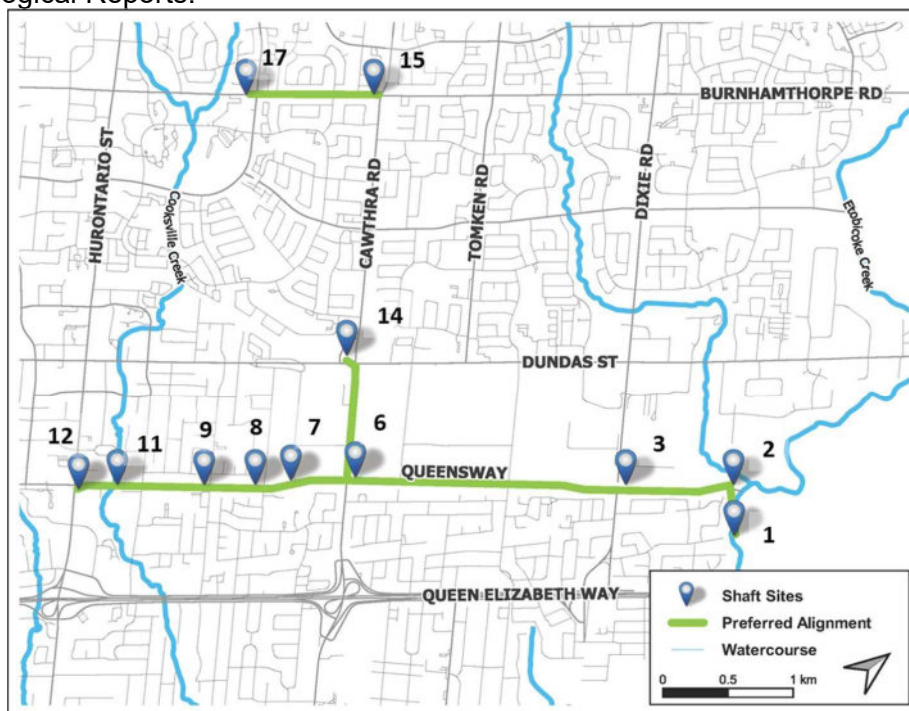 ogical Reports.
17
15
BURNHAMTHORPE RD
HURONTARIO ST
Cooksville Creek
CAWTHRA RD
TOMKEN RD
DIXIE RD
Etobicoke Creek
14
DUNDAS ST
12
11
9
8
7
6
QUEENSWAY
3
2
1
QUEEN ELIZABETH WAY
Shaft Sites
Preferred Alignment
Watercourse
0 0.5 1 km